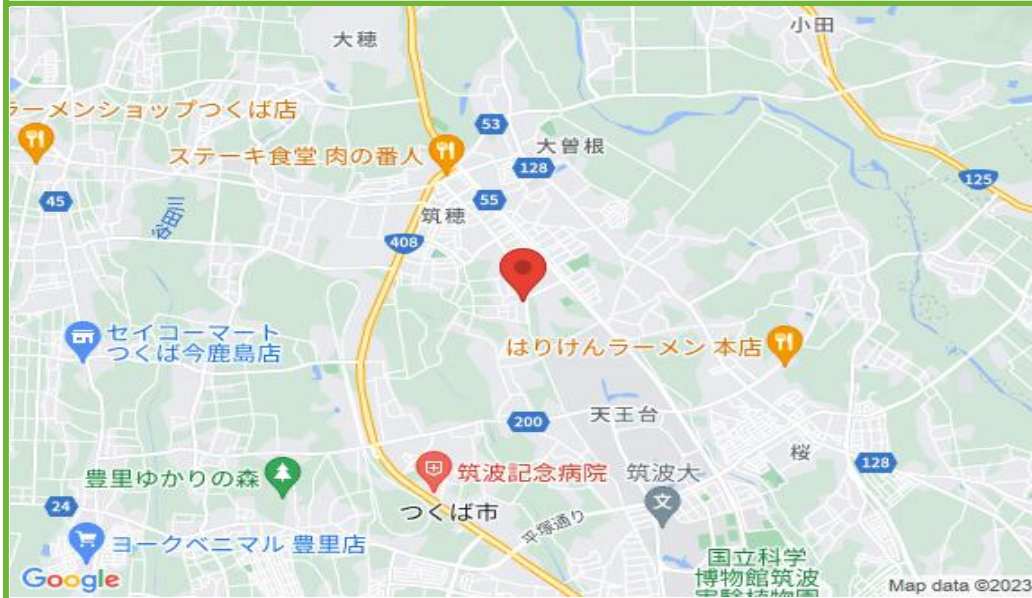 小田
大穂
ラーメンショップつくば店
53
大曽根
ステーキ食堂 肉の番人
128
125
45
55
筑穂
408
セイコーマート
つくば今鹿島店
はりけんラーメン 本店
200
天王台
桜
128
筑波記念病院
筑波大
豊里ゆかりの森
24
つくば市
文
平塚通り
ヨークベニマル 豊里店
国立科学
博物館筑波
実験植物園
Google
Map data ©2023